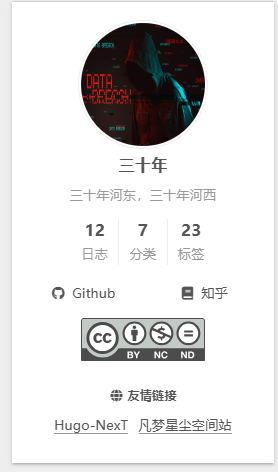 DATA
BREACH
三十年
三十年河东，三十年河西
12 7 23
日志 分类 标签
Github 知乎
cc BY NC ND
友情链接
Hugo-NexT 凡梦星尘空间站